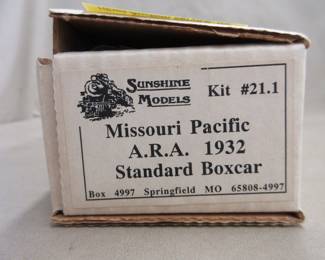 Sunshine
Models
Kit #21.1
Missouri Pacific
A.R.A. 1932
Standard Boxcar
Box 4997 Springfield MO 65808-4997